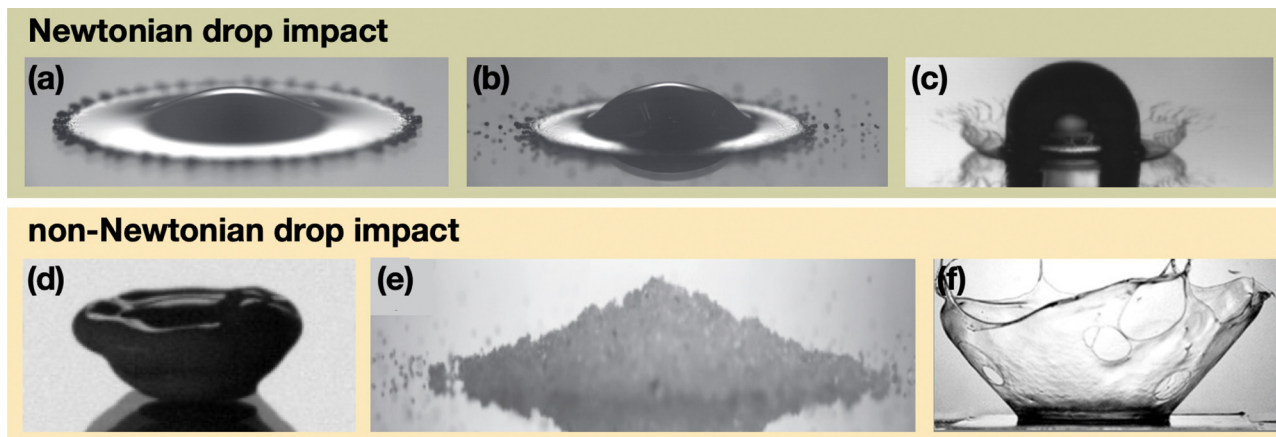 Newtonian drop impact
(a)
(b)
(c)
non-Newtonian drop impact
(d)
(e)
(f)